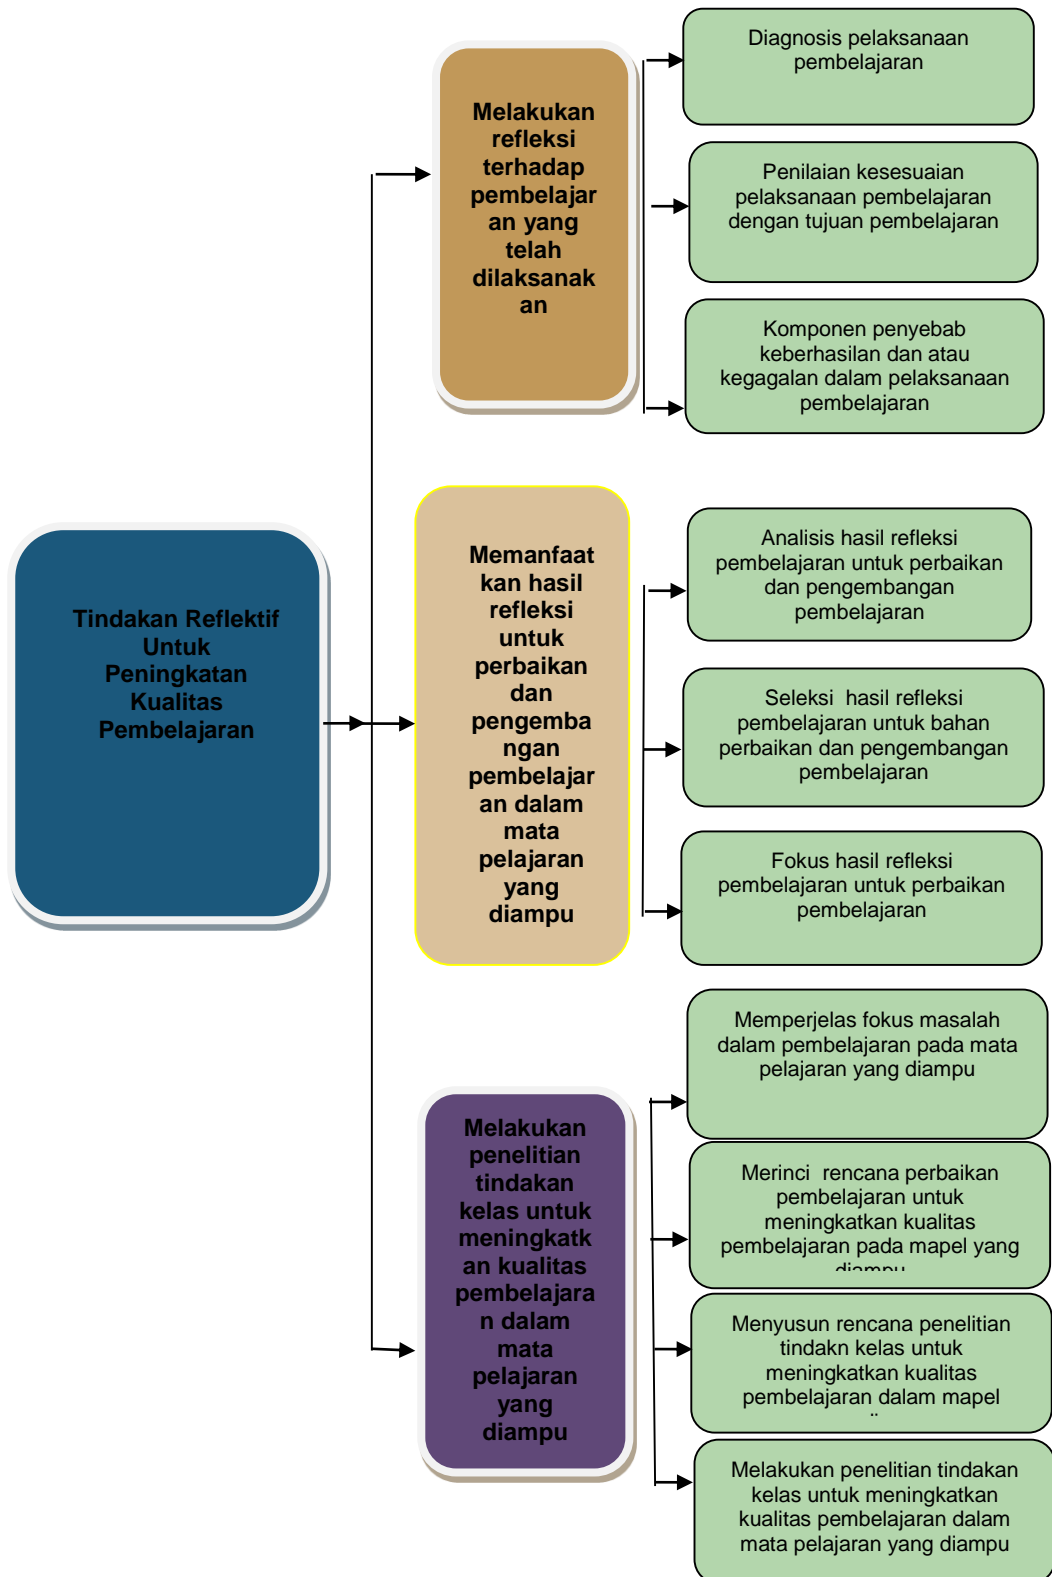 Tindakan Reflektif
Untuk
Peningkatan
Kualitas
Pembelajaran
Melakukan
refleksi
terhadap
pembelajar
an yang
telah
dilaksanak
an
Diagnosis pelaksanaan
pembelajaran
Penilaian kesesuaian
pelaksanaan pembelajaran
dengan tujuan pembelajaran
Komponen penyebab
keberhasilan dan atau
kegagalan dalam pelaksanaan
pembelajaran
Memanfaat
kan hasil
refleksi
untuk
perbaikan
dan
pengemba
ngan
pembelajar
an dalam
mata
pelajaran
yang
diampu
Analisis hasil refleksi
pembelajaran untuk perbaikan
dan pengembangan
pembelajaran
Seleksi hasil refleksi
pembelajaran untuk bahan
perbaikan dan pengembangan
pembelajaran
Fokus hasil refleksi
pembelajaran untuk perbaikan
pembelajaran
Melakukan
penelitian
tindakan
kelas untuk
meningkatk
an kualitas
pembelajara
n dalam
mata
pelajaran
yang
diampu
Memperjelas fokus masalah
dalam pembelajaran pada mata
pelajaran yang diampu
Merinci rencana perbaikan
pembelajaran untuk
meningkatkan kualitas
pembelajaran pada mapel yang
diampu
Menyusun rencana penelitian
tindakn kelas untuk
meningkatkan kualitas
pembelajaran dalam mapel
Melakukan penelitian tindakan
kelas untuk meningkatkan
kualitas pembelajaran dalam
mata pelajaran yang diampu